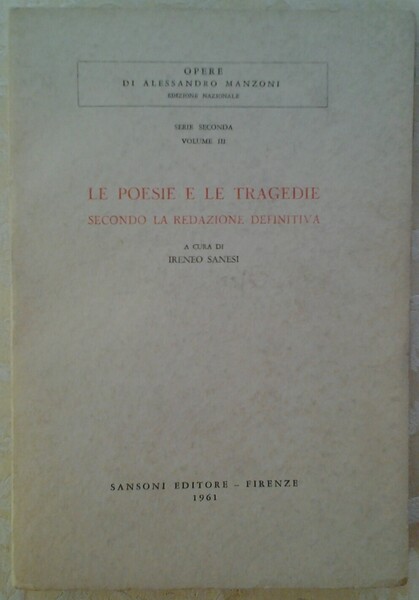 OPERE
DI ALESSANDRO MANZONI
EDIZIONE NAZIONALE
SERIE SECONDA
VOLUME III
LE POESIE E LE TRAGEDIE
SECONDO LA REDAZIONE DEFINITIVA
A CURA DI
IRENEO SANESI
SANSONI EDITORE – FIRENZE
1961